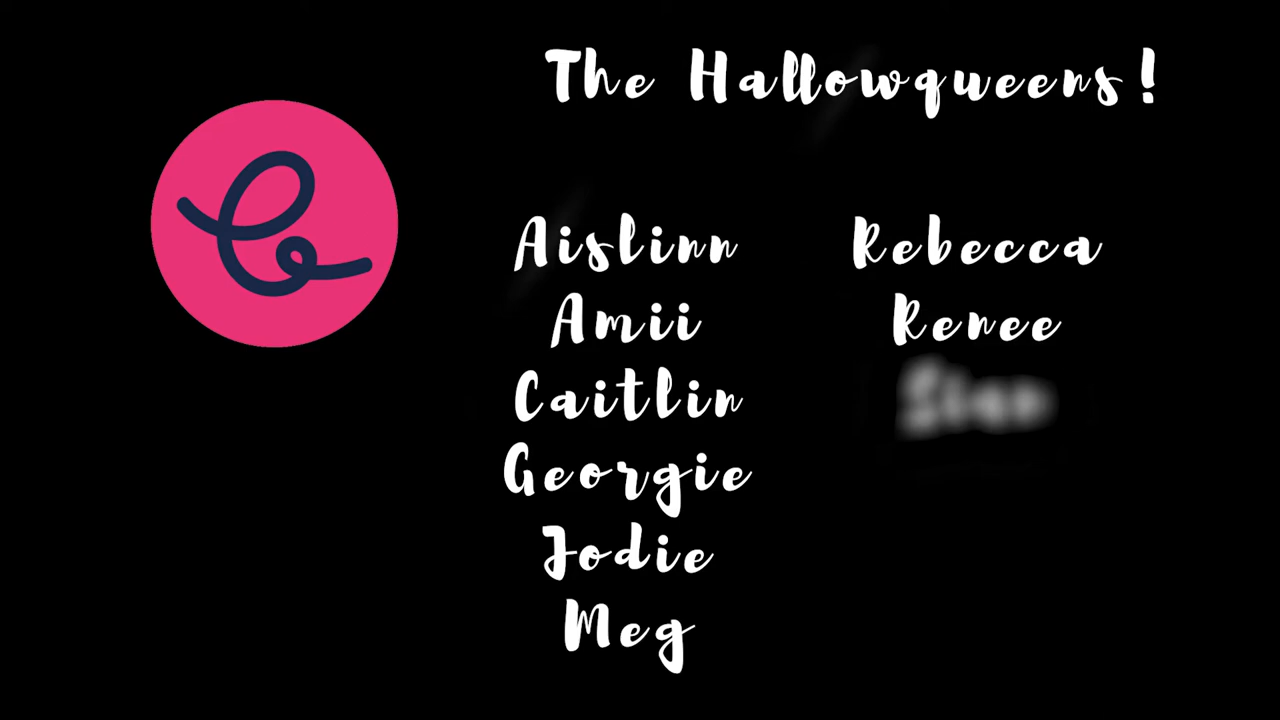 The Hallowqueens!
Aislinn
Amii
Caitlin
Georgie
Jodie
Meg
Rebecca
Renee